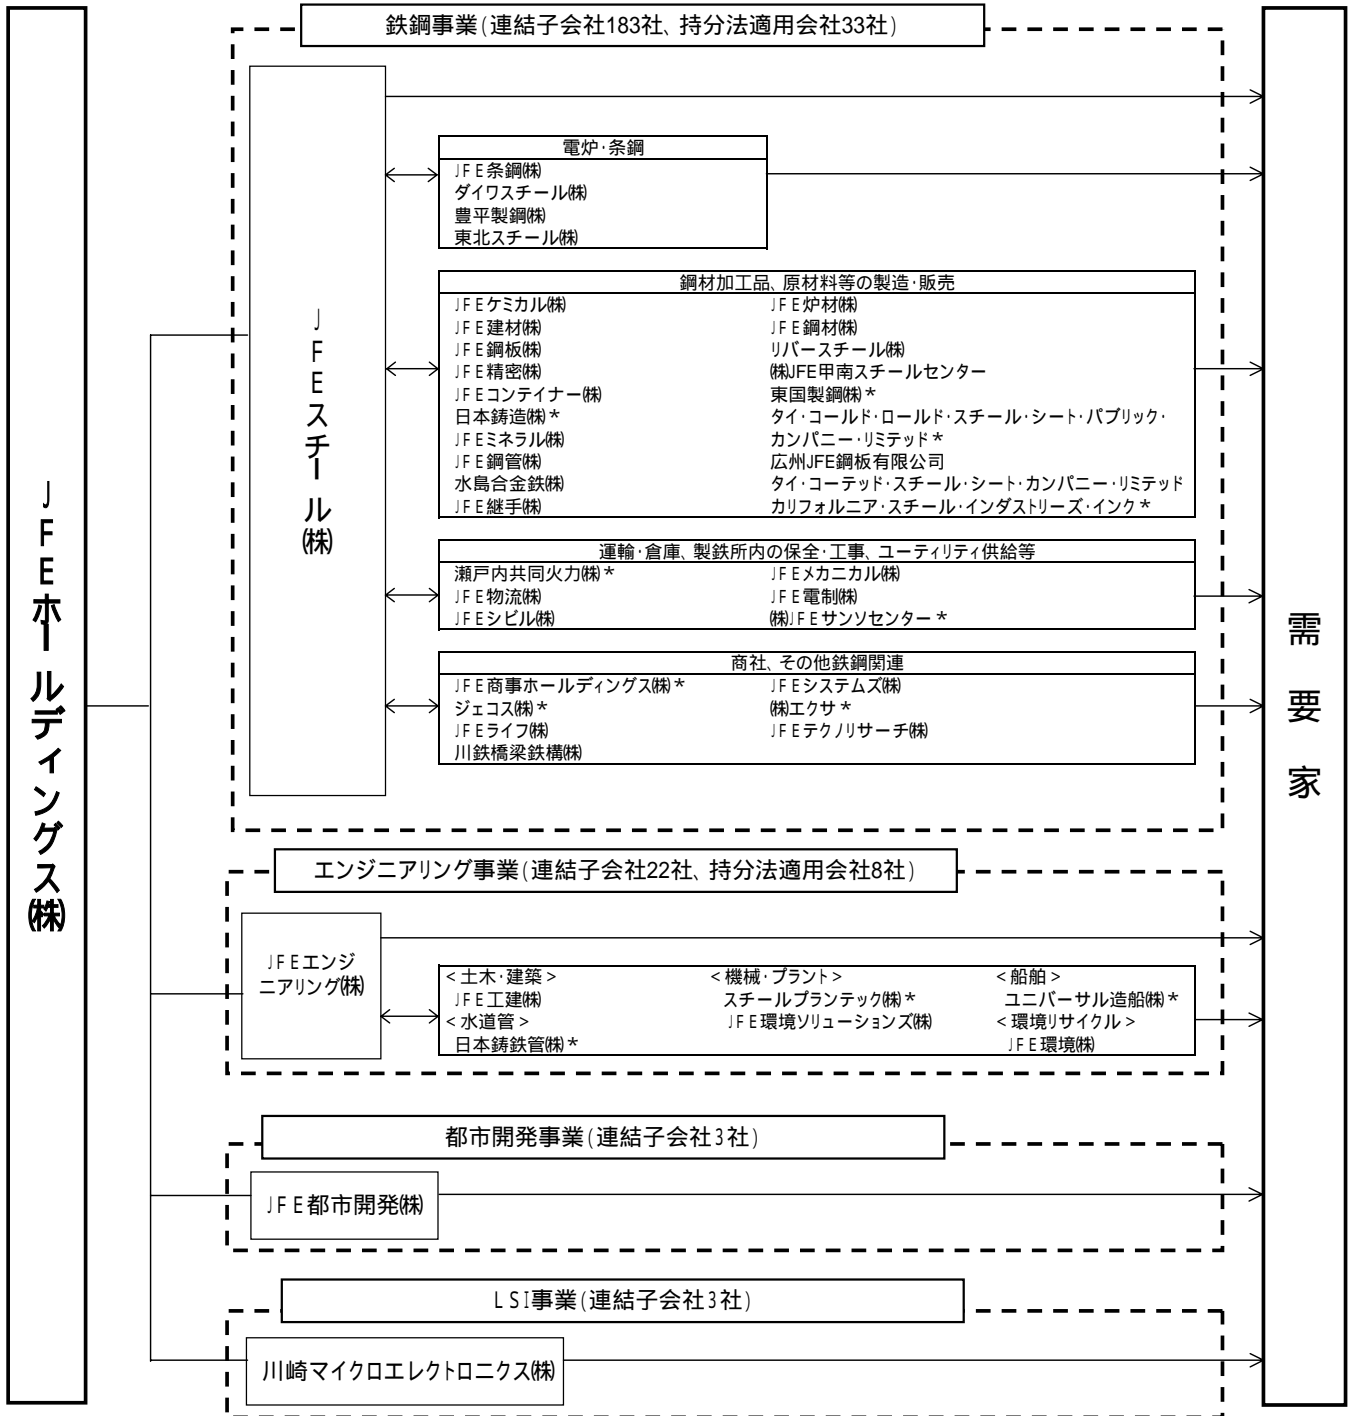 JFEホールディングス㈱
鉄鋼事業(連結子会社183社、持分法適用会社33社)
JFEスチール㈱
電炉・条鋼
JFE条鋼㈱
ダイワスチール㈱
豊平製鋼㈱
東北スチール㈱
鋼材加工品、原材料等の製造・販売
JFEケミカル㈱ JFE炉材㈱
JFE建材㈱ JFE鋼材㈱
JFE鋼板㈱ リバースチール㈱
JFE精密㈱ ㈱JFE甲南スチールセンター
JFEコンテイナー㈱ 東国製鋼㈱*
日本鋳造㈱* タイ・コールド・ロールド・スチール・シート・パブリック・
JFEミネラル㈱ カンパニー・リミテッド*
JFE鋼管㈱ 広州JFE鋼板有限公司
水島合金鉄㈱ タイ・コーテッド・スチール・シート・カンパニー・リミテッド
JFE継手㈱ カリフォルニア・スチール・インダストリーズ・インク*
運輸・倉庫、製鉄所内の保全・工事、ユーティリティ供給等
瀬戸内共同火力㈱* JFEメカニカル㈱
JFE物流㈱ JFE電制㈱
JFEシビル㈱ ㈱JFEサンソセンター*
商社、その他鉄鋼関連
JFE商事ホールディングス㈱* JFEシステムズ㈱
ジェコス㈱* ㈱エクサ*
JFEライフ㈱ JFEテクノリサーチ㈱
川鉄橋梁鉄構㈱
エンジニアリング事業(連結子会社22社、持分法適用会社8社)
JFEエンジ
ニアリング㈱
<土木・建築> <機械・プラント> <船舶>
JFE工建㈱ スチールプランテック㈱* ユニバーサル造船㈱*
<水道管> JFE環境ソリューションズ㈱ <環境リサイクル>
日本鋳鉄管㈱* JFE環境㈱
都市開発事業(連結子会社3社)
JFE都市開発㈱
LSI事業(連結子会社3社)
川崎マイクロエレクトロニクス㈱
需要家